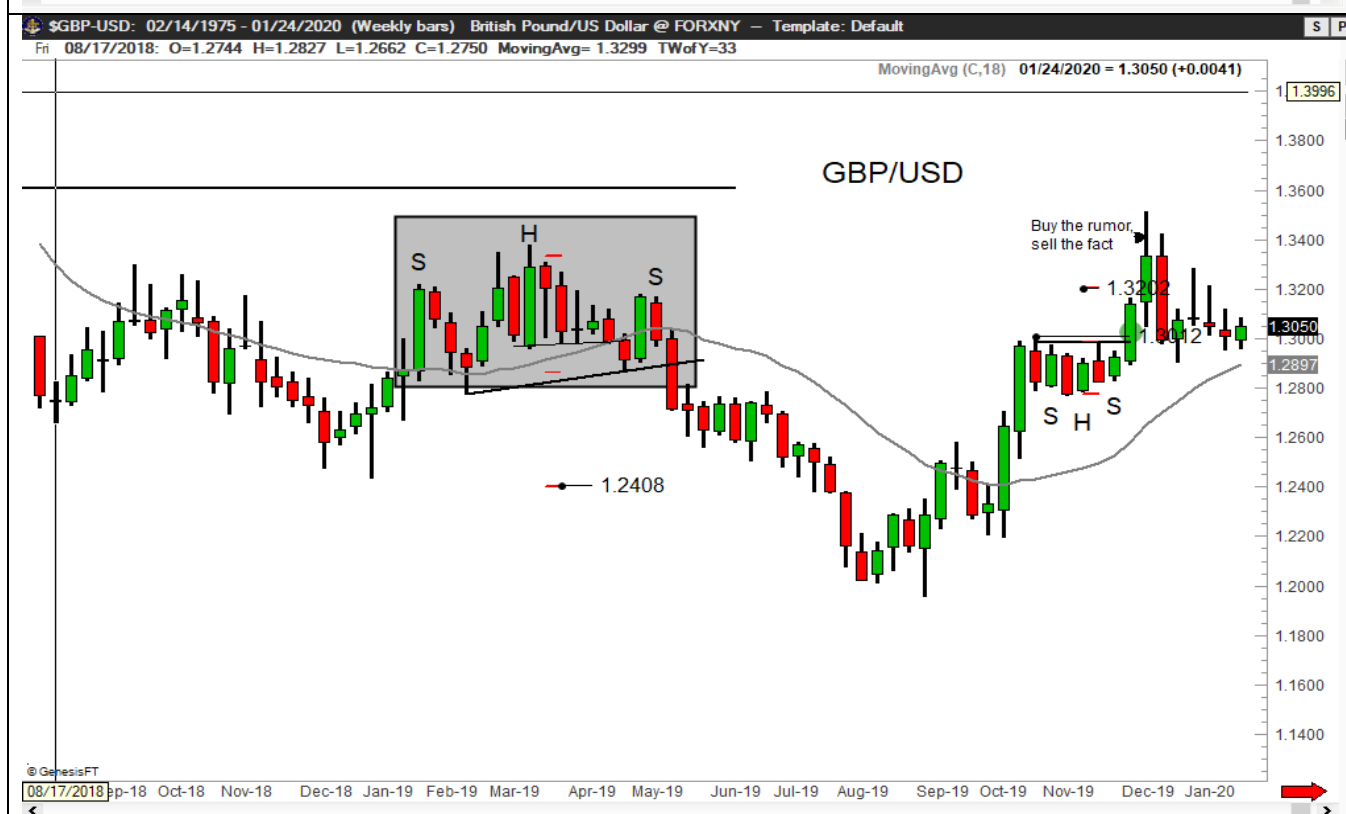 $GBP-USD: 02/14/1975 - 01/24/2020 (Weekly bars) British Pound/US Dollar @ FORXNY — Template: Default
S P
Fri 08/17/2018: O=1.2744 H=1.2827 L=1.2662 C=1.2750 MovingAvg= 1.3299 TWofY=33
MovingAvg (C,18) 01/24/2020 = 1.3050 (+0.0041)
1.3996
1.3800
GBP/USD
1.3600
Buy the rumor,
sell the fact
1.3400
H
S
S
1.3202
1.3200
1.3050
1.3012
1.3000
1.2897
1.2800
S H S
1.2600
1.2408
1.2400
1.2200
1.2000
1.1800
1.1600
1.1400
© GenesisFT
08/17/2018 ep-18 Oct-18 Nov-18 Dec-18 Jan-19 Feb-19 Mar-19 Apr-19 May-19 Jun-19 Jul-19 Aug-19 Sep-19 Oct-19 Nov-19 Dec-19 Jan-20